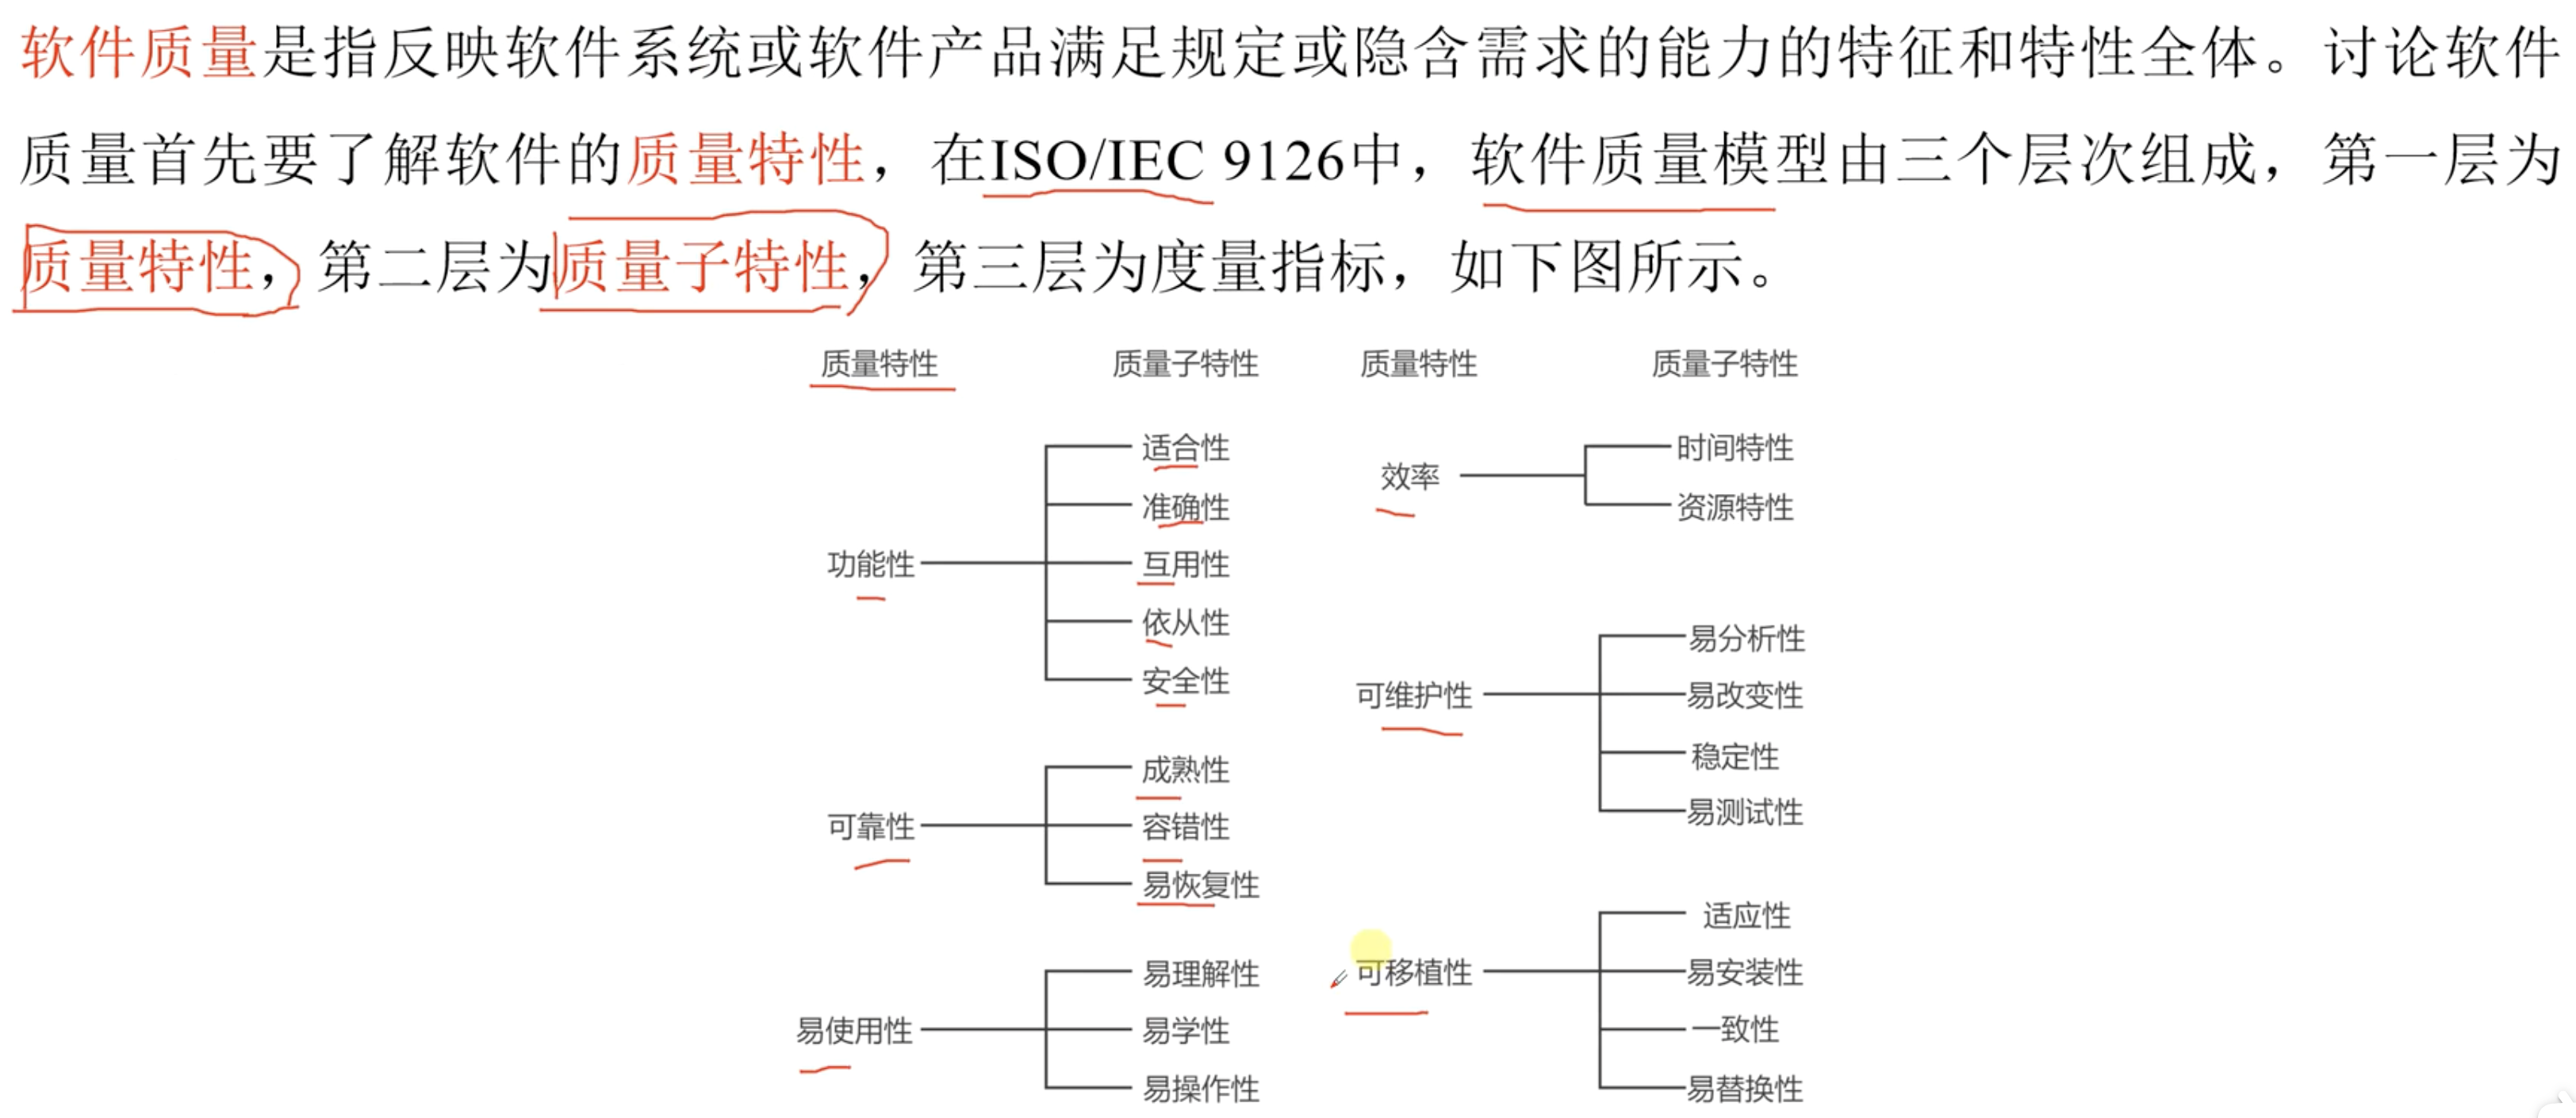 软件质量是指反映软件系统或软件产品满足规定或隐含需求的能力的特征和特性全体。讨论软件
质量首先要了解软件的质量特性，在ISO/IEC 9126中，软件质量模型由三个层次组成，第一层为
质量特性，第二层为质量子特性，第三层为度量指标，如下图所示。
质量特性
质量子特性
功能性
适合性
准确性
互用性
依从性
安全性
可靠性
成熟性
容错性
易恢复性
易使用性
易理解性
易学性
易操作性
质量特性
质量子特性
效率
时间特性
资源特性
可维护性
易分析性
易改变性
稳定性
易测试性
可移植性
适应性
易安装性
一致性
易替换性